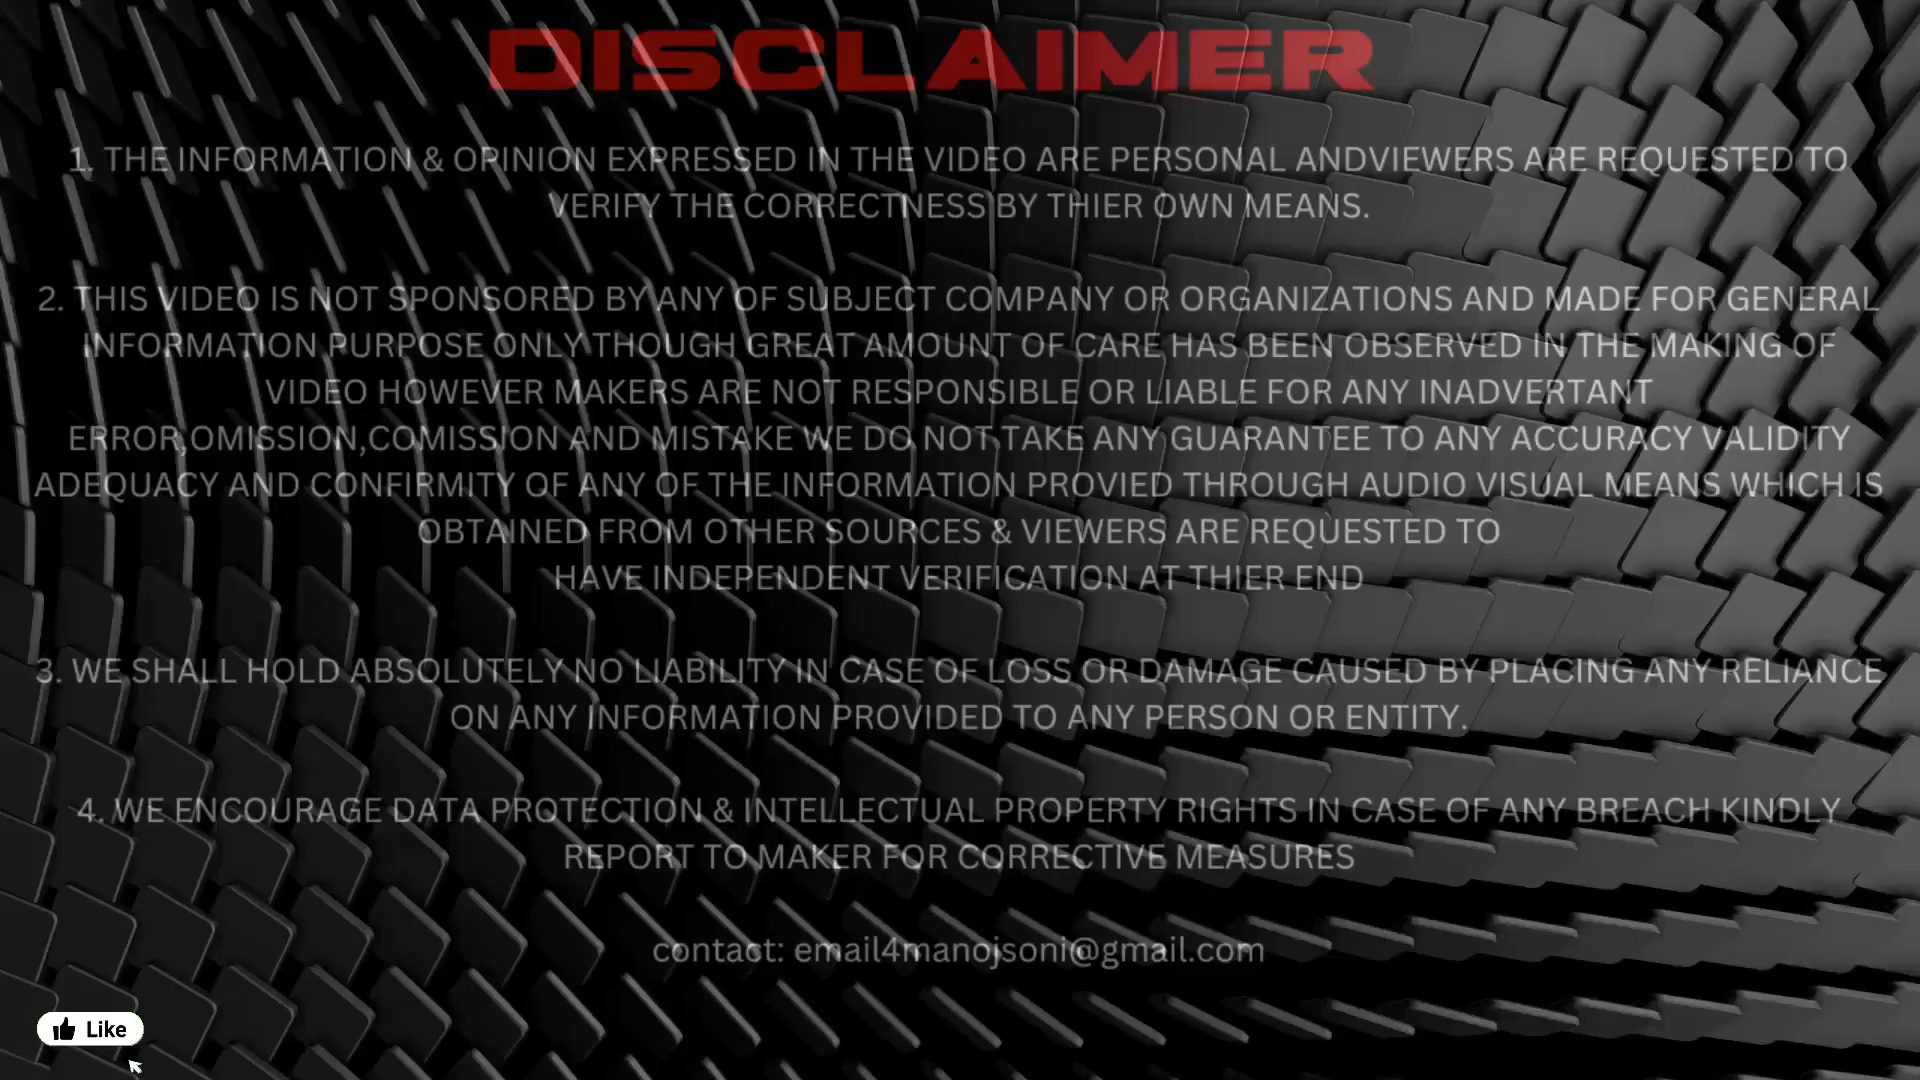 DISCLAIMER
1. THE INFORMATION & OPINION EXPRESSED IN THE VIDEO ARE PERSONAL ANDVIEWERS ARE REQUESTED TO
VERIFY THE CORRECTNESS BY THIER OWN MEANS.
2. THIS VIDEO IS NOT SPONSORED BY ANY OF SUBJECT COMPANY OR ORGANIZATIONS AND MADE FOR GENERAL
INFORMATION PURPOSE ONLY THOUGH GREAT AMOUNT OF CARE HAS BEEN OBSERVED IN THE MAKING OF
VIDEO HOWEVER MAKERS ARE NOT RESPONSIBLE OR LIABLE FOR ANY INADVERTANT
ERROR,OMISSION,COMISSION AND MISTAKE WE DO NOT TAKE ANY GUARANTEE TO ANY ACCURACY VALIDITY
ADEQUACY AND CONFIRMITY OF ANY OF THE INFORMATION PROVIED THROUGH AUDIO VISUAL MEANS WHICH IS
OBTAINED FROM OTHER SOURCES & VIEWERS ARE REQUESTED TO
HAVE INDEPENDENT VERIFICATION AT THIER END
3. WE SHALL HOLD ABSOLUTELY NO LIABILITY IN CASE OF LOSS OR DAMAGE CAUSED BY PLACING ANY RELIANCE
ON ANY INFORMATION PROVIDED TO ANY PERSON OR ENTITY.
4. WE ENCOURAGE DATA PROTECTION & INTELLECTUAL PROPERTY RIGHTS IN CASE OF ANY BREACH KINDLY
REPORT TO MAKER FOR CORRECTIVE MEASURES
contact: email4manojsoni@gmail.com
Like